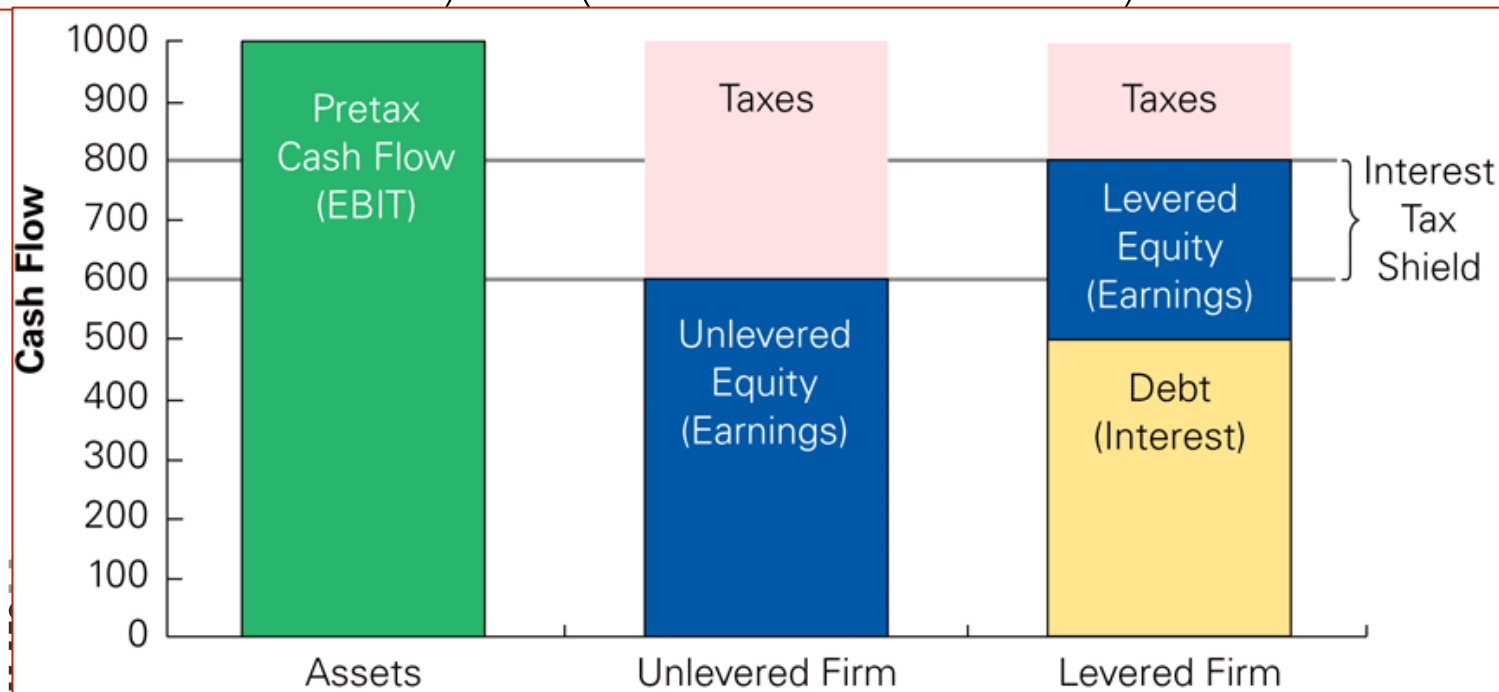 1000
900
800
700
600
500
400
300
200
100
0
Cash Flow
Pretax
Cash Flow
(EBIT)
Taxes
Unlevered
Equity
(Earnings)
Taxes
Levered
Equity
(Earnings)
Debt
(Interest)
Interest
Tax
Shield
Assets
Unlevered Firm
Levered Firm